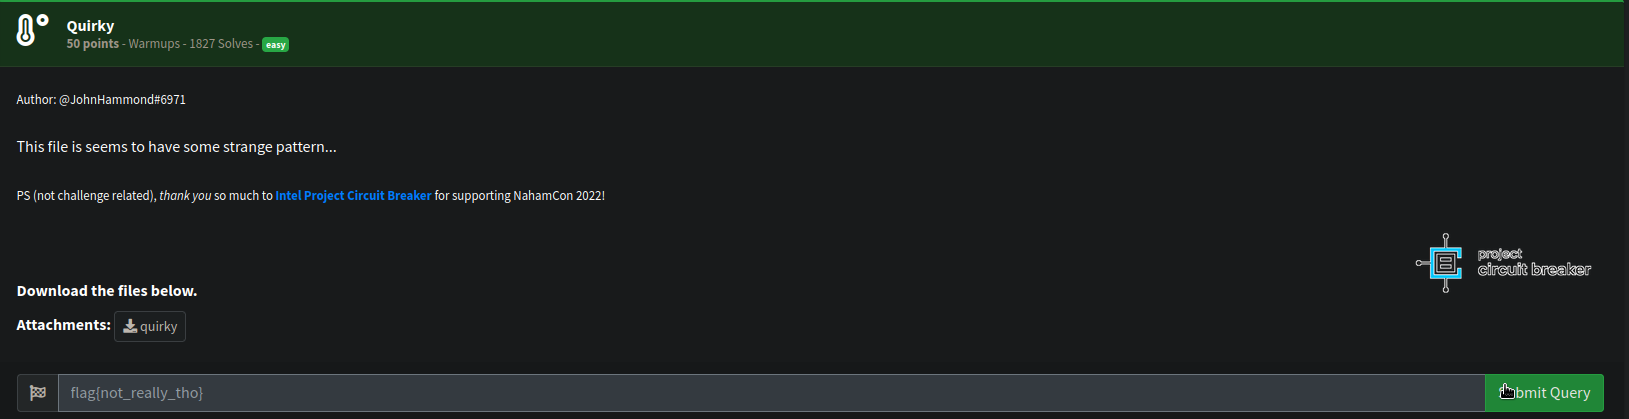 Quirky
50 points - Warmups - 1827 Solves - easy
Author: @JohnHammond#6971
This file is seems to have some strange pattern...
PS (not challenge related), thank you so much to Intel Project Circuit Breaker for supporting NahamCon 2022!
project
circuit breaker
Download the files below.
Attachments: quirky
flag{not_really_tho}
bmit Query